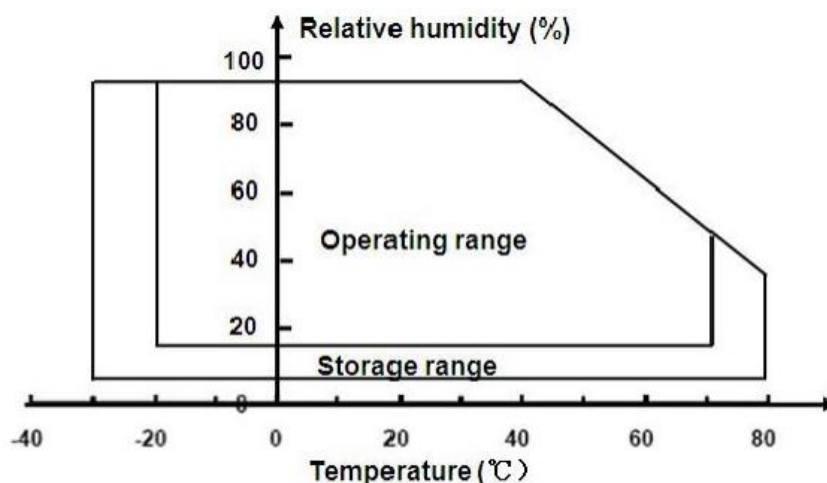 Relative humidity (%)
100
80
60
Operating range
40
20
Storage range
0
-40 -20 0 20 40 60 80
Temperature (℃)